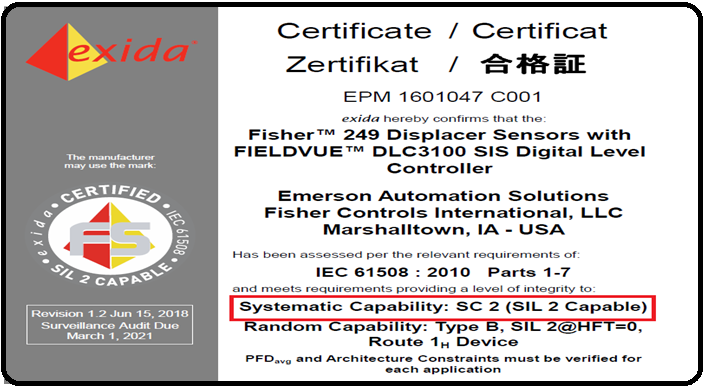 exida
Certificate / Certificat
Zertifikat / 合格証
EPM 1601047 C001
exida hereby confirms that the:
Fisher™ 249 Displacer Sensors with
FIELDVUE™ DLC3100 SIS Digital Level
Controller
Emerson Automation Solutions
Fisher Controls International, LLC
Marshalltown, IA - USA
Has been assessed per the relevant requirements of:
IEC 61508 : 2010 Parts 1-7
and meets requirements providing a level of integrity to:
Systematic Capability: SC 2 (SIL 2 Capable)
Random Capability: Type B, SIL 2@HFT=0,
Route 1H Device
PFDavg and Architecture Constraints must be verified for
each application
The manufacturer
may use the mark:
exida • CERTIFIED • IEC 61508 •
FS
SIL 2 CAPABLE
Revision 1.2 Jun 15, 2018
Surveillance Audit Due
March 1, 2021